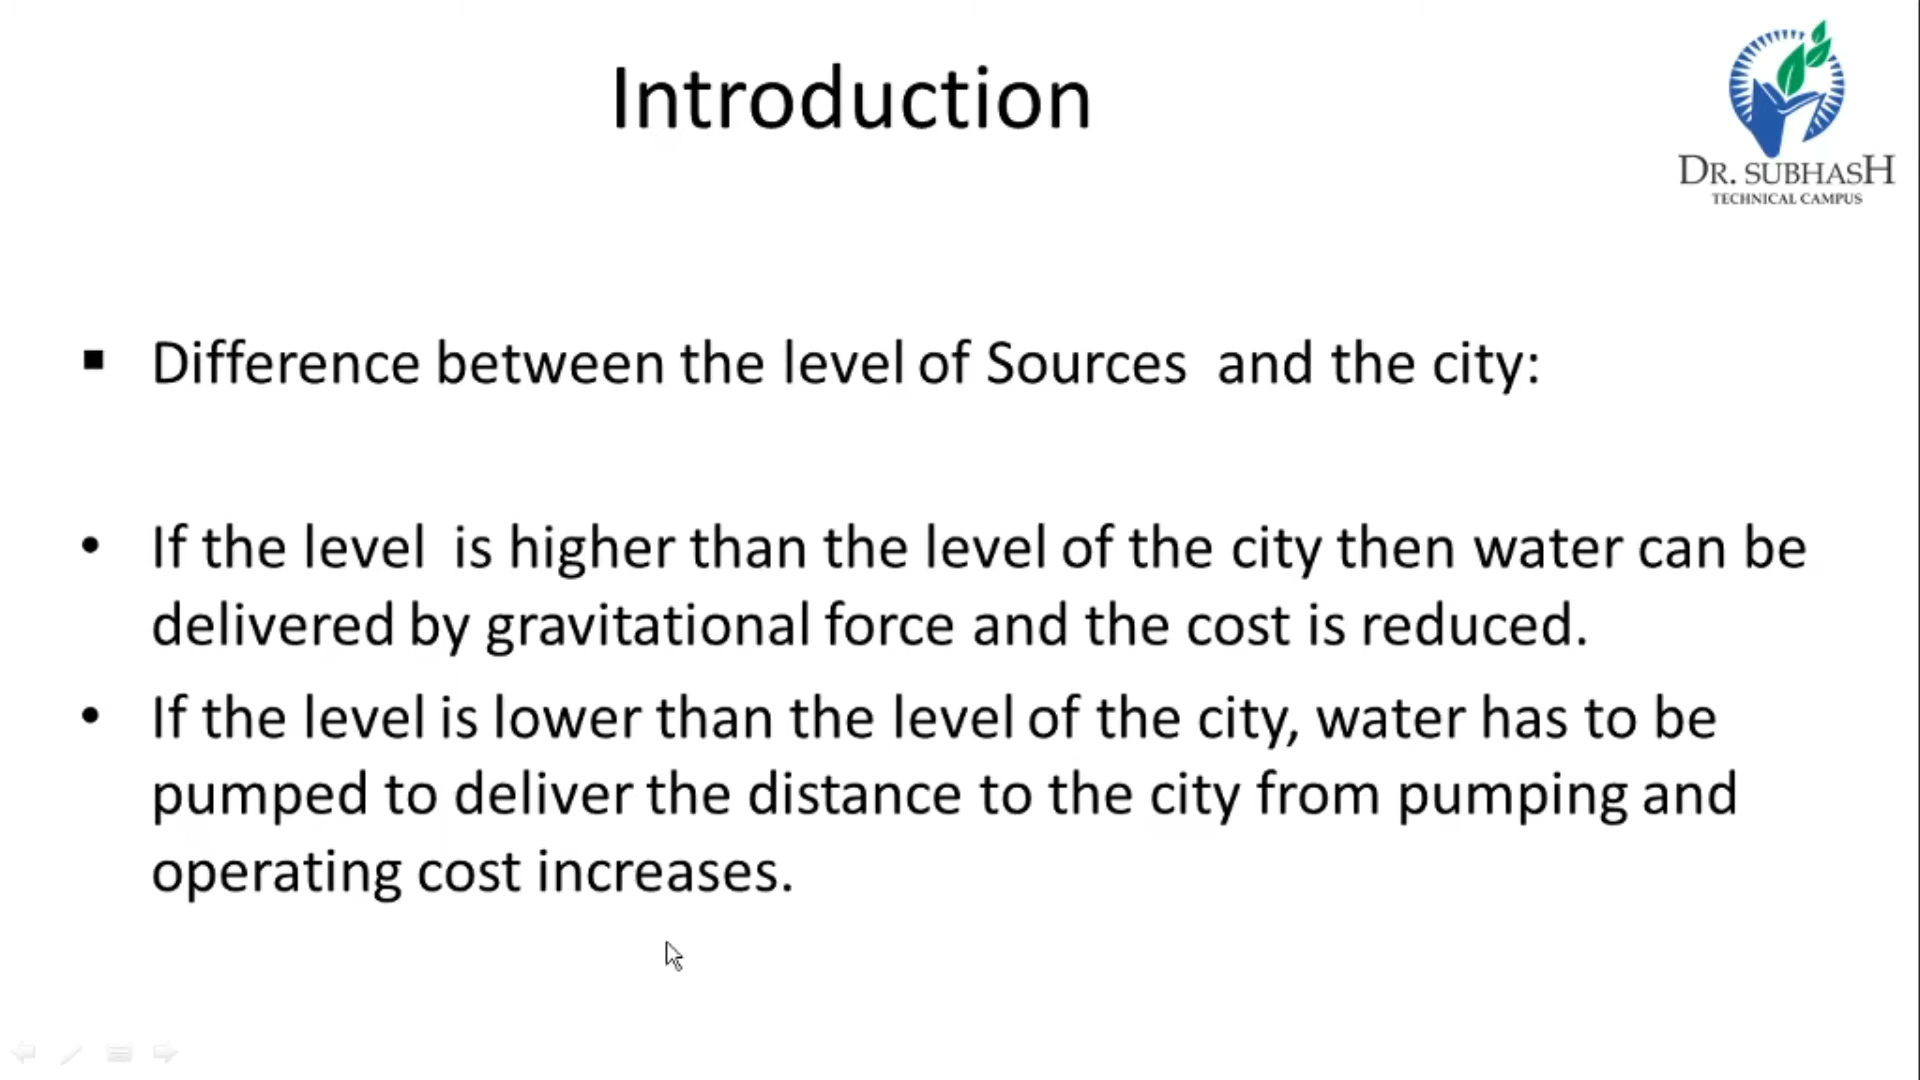 Introduction
DR. SUBHASH
TECHNICAL CAMPUS
▪ Difference between the level of Sources and the city:
• If the level is higher than the level of the city then water can be
delivered by gravitational force and the cost is reduced.
• If the level is lower than the level of the city, water has to be
pumped to deliver the distance to the city from pumping and
operating cost increases.